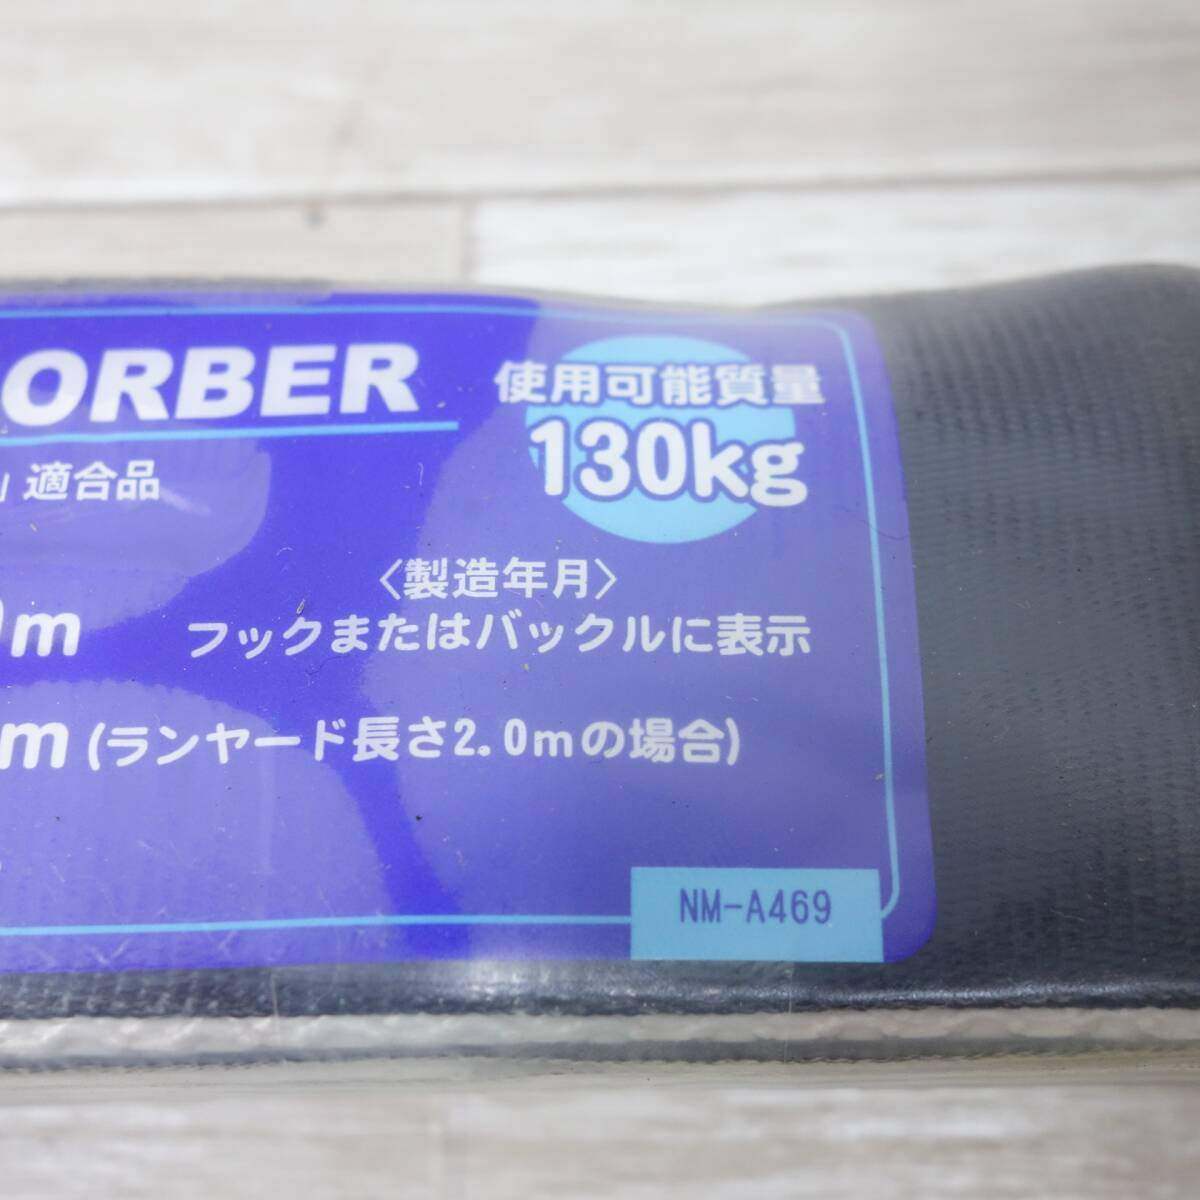 ORBER
使用可能質量
130kg
」適合品
〈製造年月〉
フックまたはバックルに表示
0m
m (ランヤード長さ2.0mの場合)
NM-A469